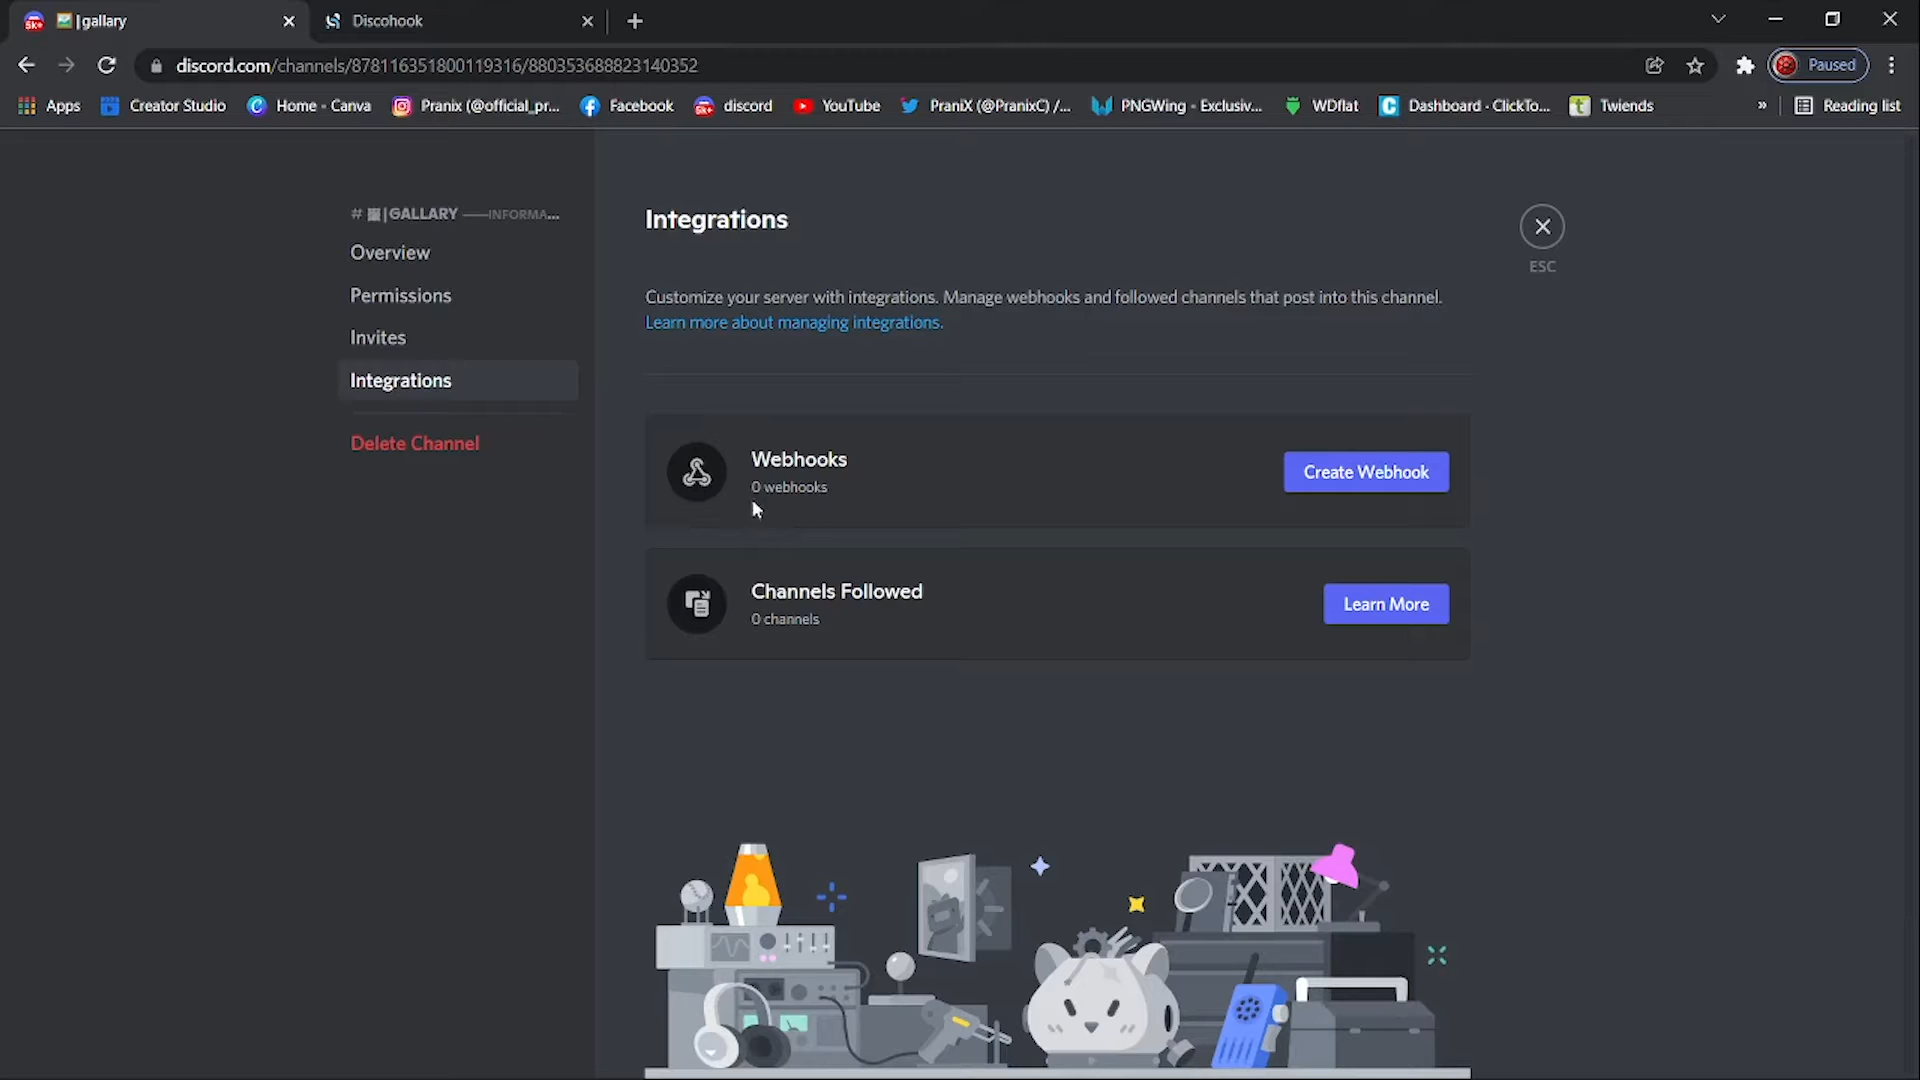 |gallary
Discohook
discord.com/channels/878116351800119316/880353688823140352
Paused
Apps
Creator Studio
Home - Canva
Pranix (@official_pr...
Facebook
discord
YouTube
PraniX (@PranixC) /...
PNGWing - Exclusiv...
WDflat
Dashboard - ClickTo...
Twiends
»
Reading list
# |GALLARY ——INFORMA...
Overview
Permissions
Invites
Integrations
Delete Channel
Integrations
ESC
Customize your server with integrations. Manage webhooks and followed channels that post into this channel.
Learn more about managing integrations.
Webhooks
0 webhooks
Create Webhook
Channels Followed
0 channels
Learn More